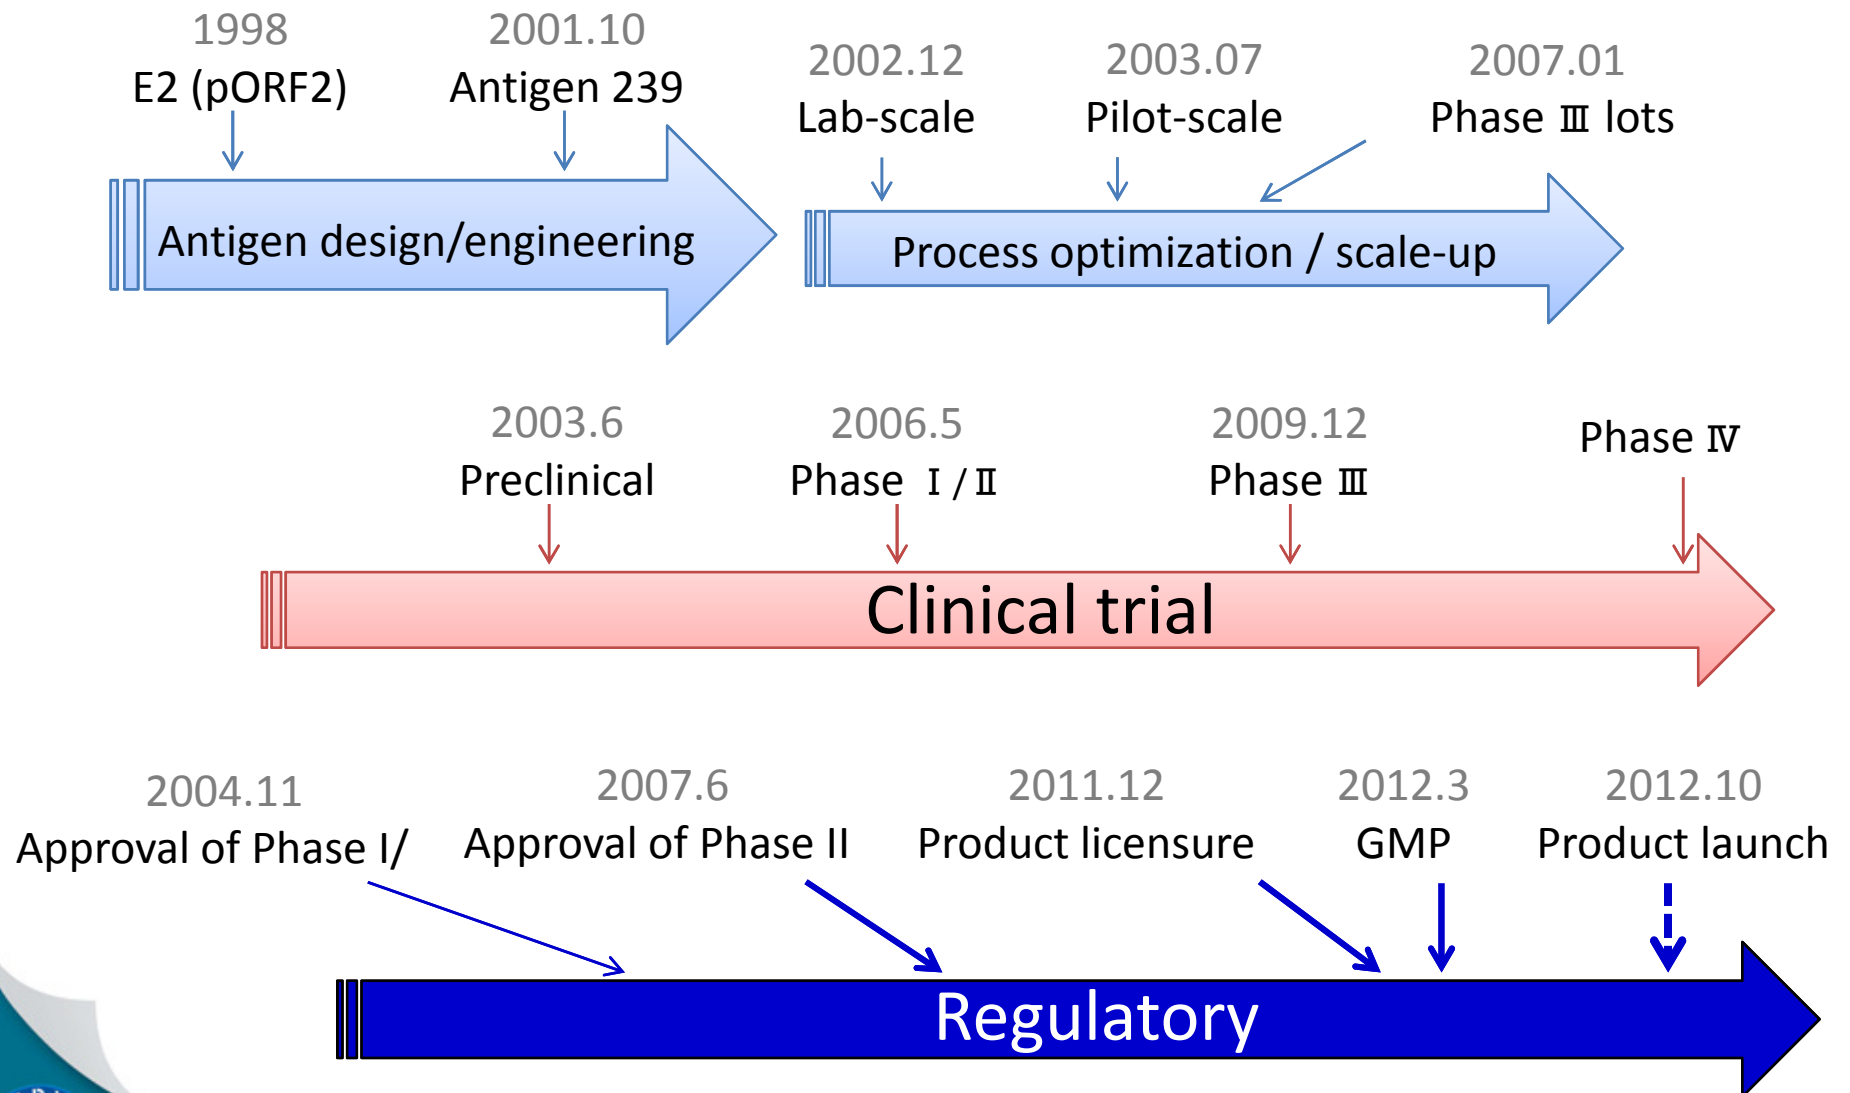 1998
E2 (pORF2)
2001.10
Antigen 239
2002.12
Lab-scale
2003.07
Pilot-scale
2007.01
Phase Ⅲ lots
Antigen design/engineering
Process optimization / scale-up
2003.6
Preclinical
2006.5
Phase Ⅰ/Ⅱ
2009.12
Phase Ⅲ
Phase Ⅳ
Clinical trial
2004.11
Approval of Phase I/
2007.6
Approval of Phase II
2011.12
Product licensure
2012.3
GMP
2012.10
Product launch
Regulatory